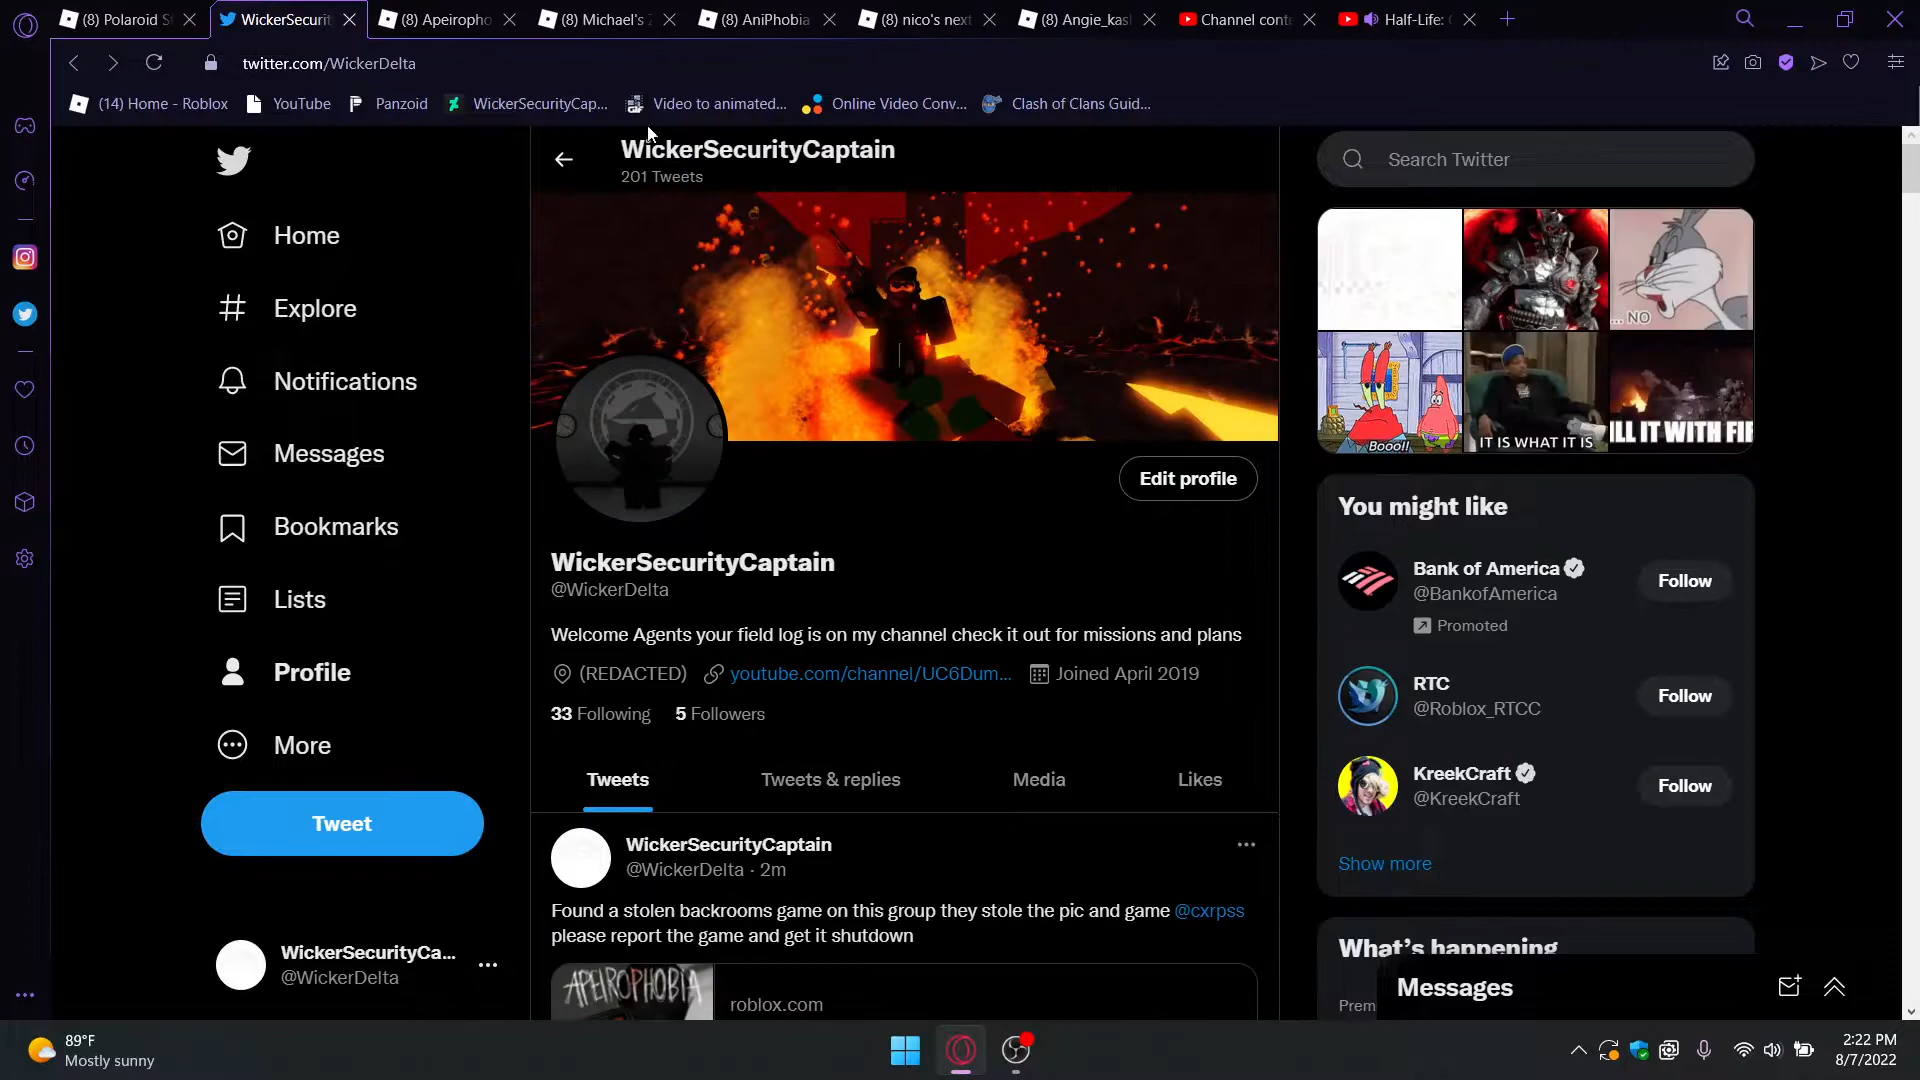 (8) Polaroid S
WickerSecurit
(8) Apeiropho
(8) Michael's
(8) AniPhobia
(8) nico's next
(8) Angie_kas
Channel cont
Half-Life:
twitter.com/WickerDelta
(14) Home - Roblox
YouTube
Panzoid
WickerSecurityCap...
Video to animated...
Online Video Conv...
Clash of Clans Guid...
WickerSecurityCaptain
201 Tweets
Search Twitter
Home
Explore
Notifications
Messages
Bookmarks
Lists
Profile
More
Tweet
WickerSecurityCa...
@WickerDelta
Edit profile
WickerSecurityCaptain
@WickerDelta
Welcome Agents your field log is on my channel check it out for missions and plans
(REDACTED) youtube.com/channel/UC6Dum... Joined April 2019
33 Following 5 Followers
Tweets
Tweets & replies
Media
Likes
WickerSecurityCaptain
@WickerDelta · 2m
Found a stolen backrooms game on this group they stole the pic and game @cxrpss
please report the game and get it shutdown
APEIROPHOBIA
roblox.com
... NO
Booo!!
IT IS WHAT IT IS
ILL IT WITH FIR
You might like
Bank of America
@BankofAmerica
Promoted
Follow
RTC
@Roblox_RTCC
Follow
KreekCraft
@KreekCraft
Follow
Show more
What's happening
Prem
Messages
89°F
Mostly sunny
2:22 PM
8/7/2022